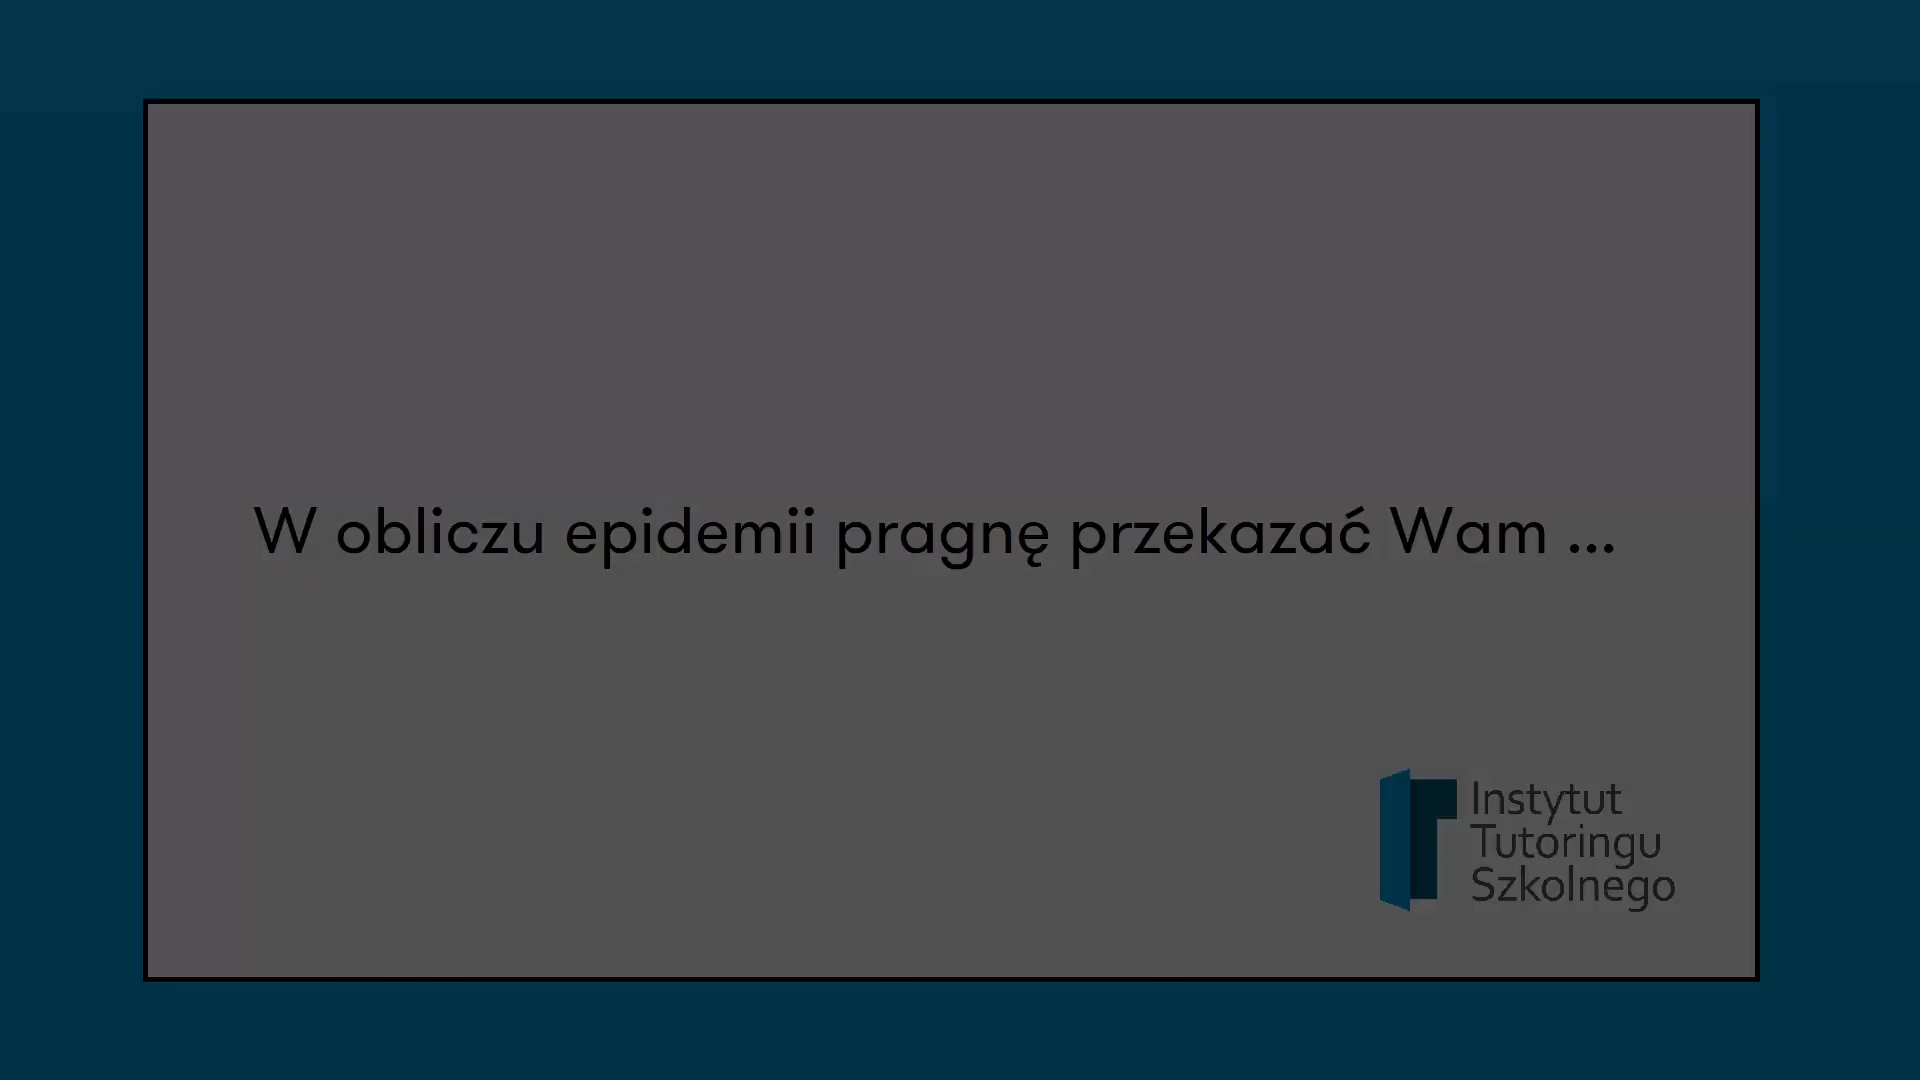 W obliczu epidemii pragnę przekazać Wam ...
Instytut
Tutoringu
Szkolnego